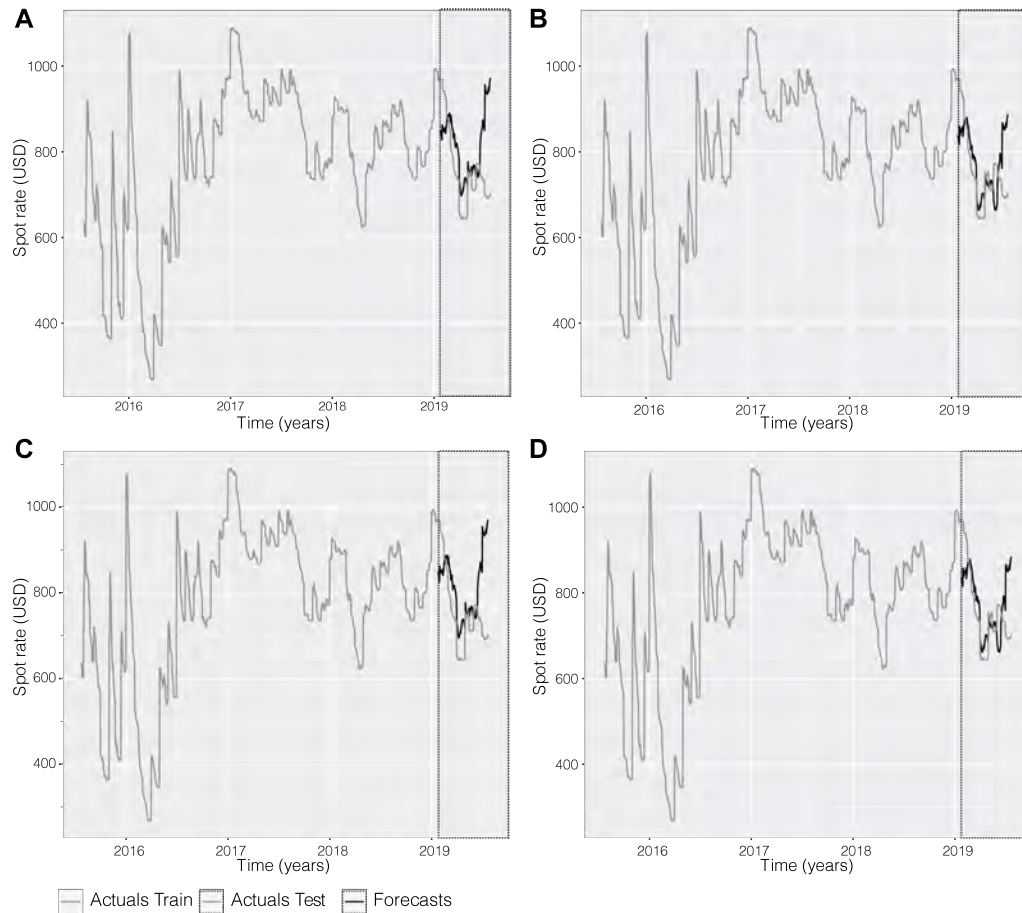 A
B
Spot rate (USD)
1000
800
600
400
2016 2017 2018 2019
Time (years)
Spot rate (USD)
1000
800
600
400
2016 2017 2018 2019
Time (years)
C
D
Spot rate (USD)
1000
800
600
400
2016 2017 2018 2019
Time (years)
Spot rate (USD)
1000
800
600
400
2016 2017 2018 2019
Time (years)
Actuals Train Actuals Test Forecasts